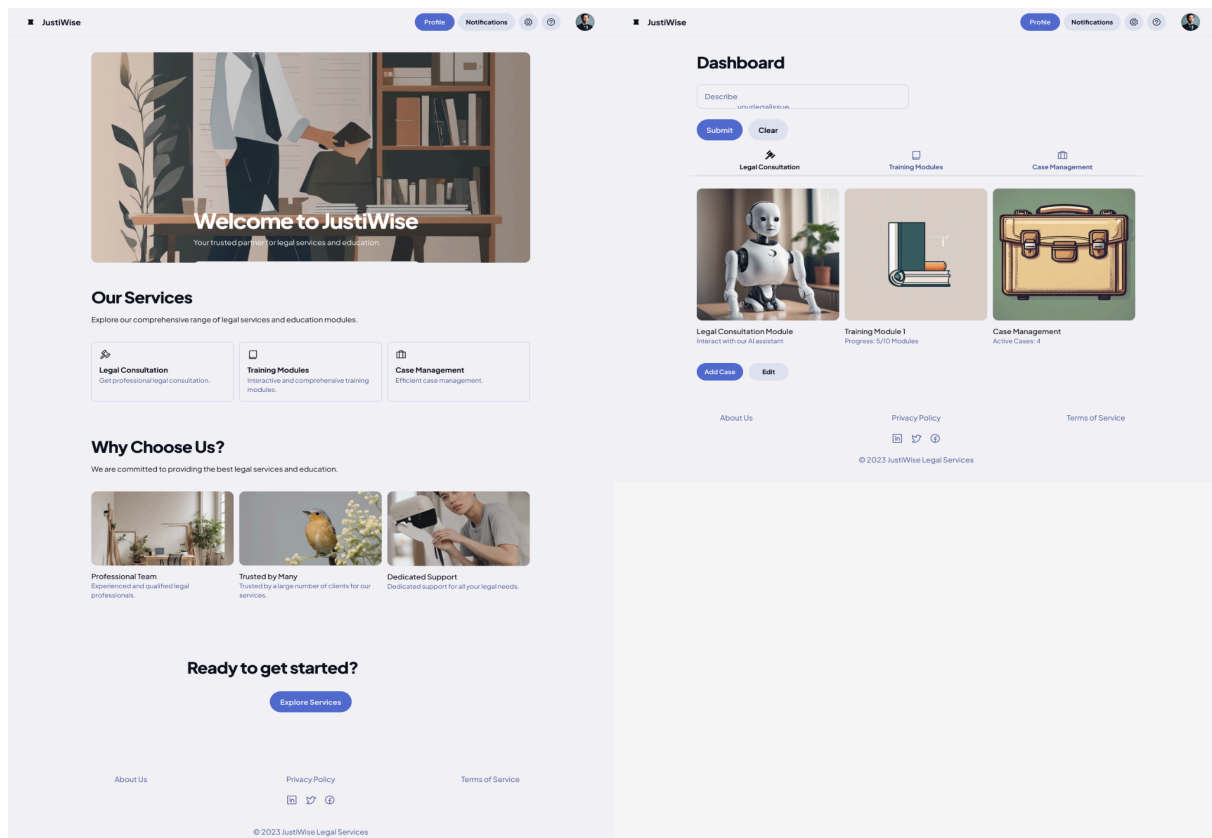 JustiWise
Profile
Notifications
Welcome to JustiWise
Your trusted partner for legal services and education.
Our Services
Explore our comprehensive range of legal services and education modules.
Legal Consultation
Get professional legal consultation.
Training Modules
Interactive and comprehensive training
modules.
Case Management
Efficient case management.
Why Choose Us?
We are committed to providing the best legal services and education.
Professional Team
Experienced and qualified legal
professionals.
Trusted by Many
Trusted by a large number of clients for our
services.
Dedicated Support
Dedicated support for all your legal needs.
Ready to get started?
Explore Services
About Us
Privacy Policy
Terms of Service
© 2023 JustiWise Legal Services
JustiWise
Profile
Notifications
Dashboard
Describe
yourlegalissue
Submit
Clear
Legal Consultation
Training Modules
Case Management
Legal Consultation Module
Interact with our AI assistant
Training Module 1
Progress: 5/10 Modules
Case Management
Active Cases: 4
Add Case
Edit
About Us
Privacy Policy
Terms of Service
© 2023 JustiWise Legal Services